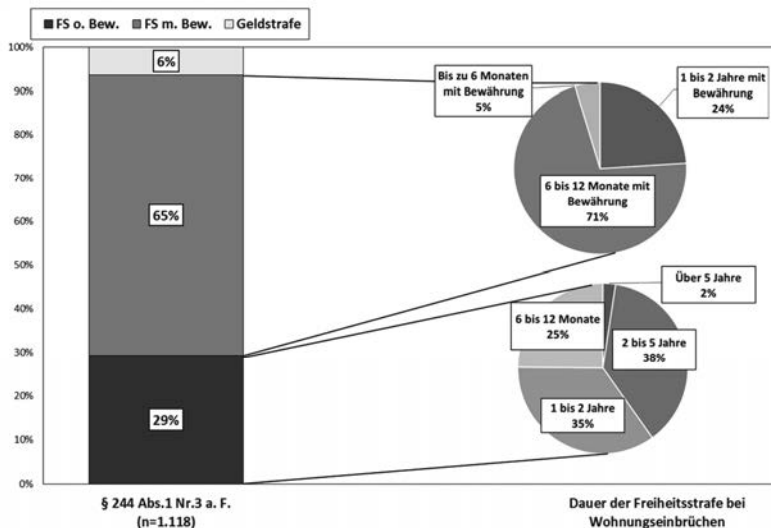 FS o. Bew. FS m. Bew. Geldstrafe
100%
90%
80%
70%
60%
50%
40%
30%
20%
10%
0%
6%
65%
29%
§ 244 Abs.1 Nr.3 a. F.
(n=1.118)
Bis zu 6 Monaten
mit Bewährung
5%
1 bis 2 Jahre mit
Bewährung
24%
6 bis 12 Monate mit
Bewährung
71%
Über 5 Jahre
2%
6 bis 12 Monate
25%
2 bis 5 Jahre
38%
1 bis 2 Jahre
35%
Dauer der Freiheitsstrafe bei
Wohnungseinbrüchen